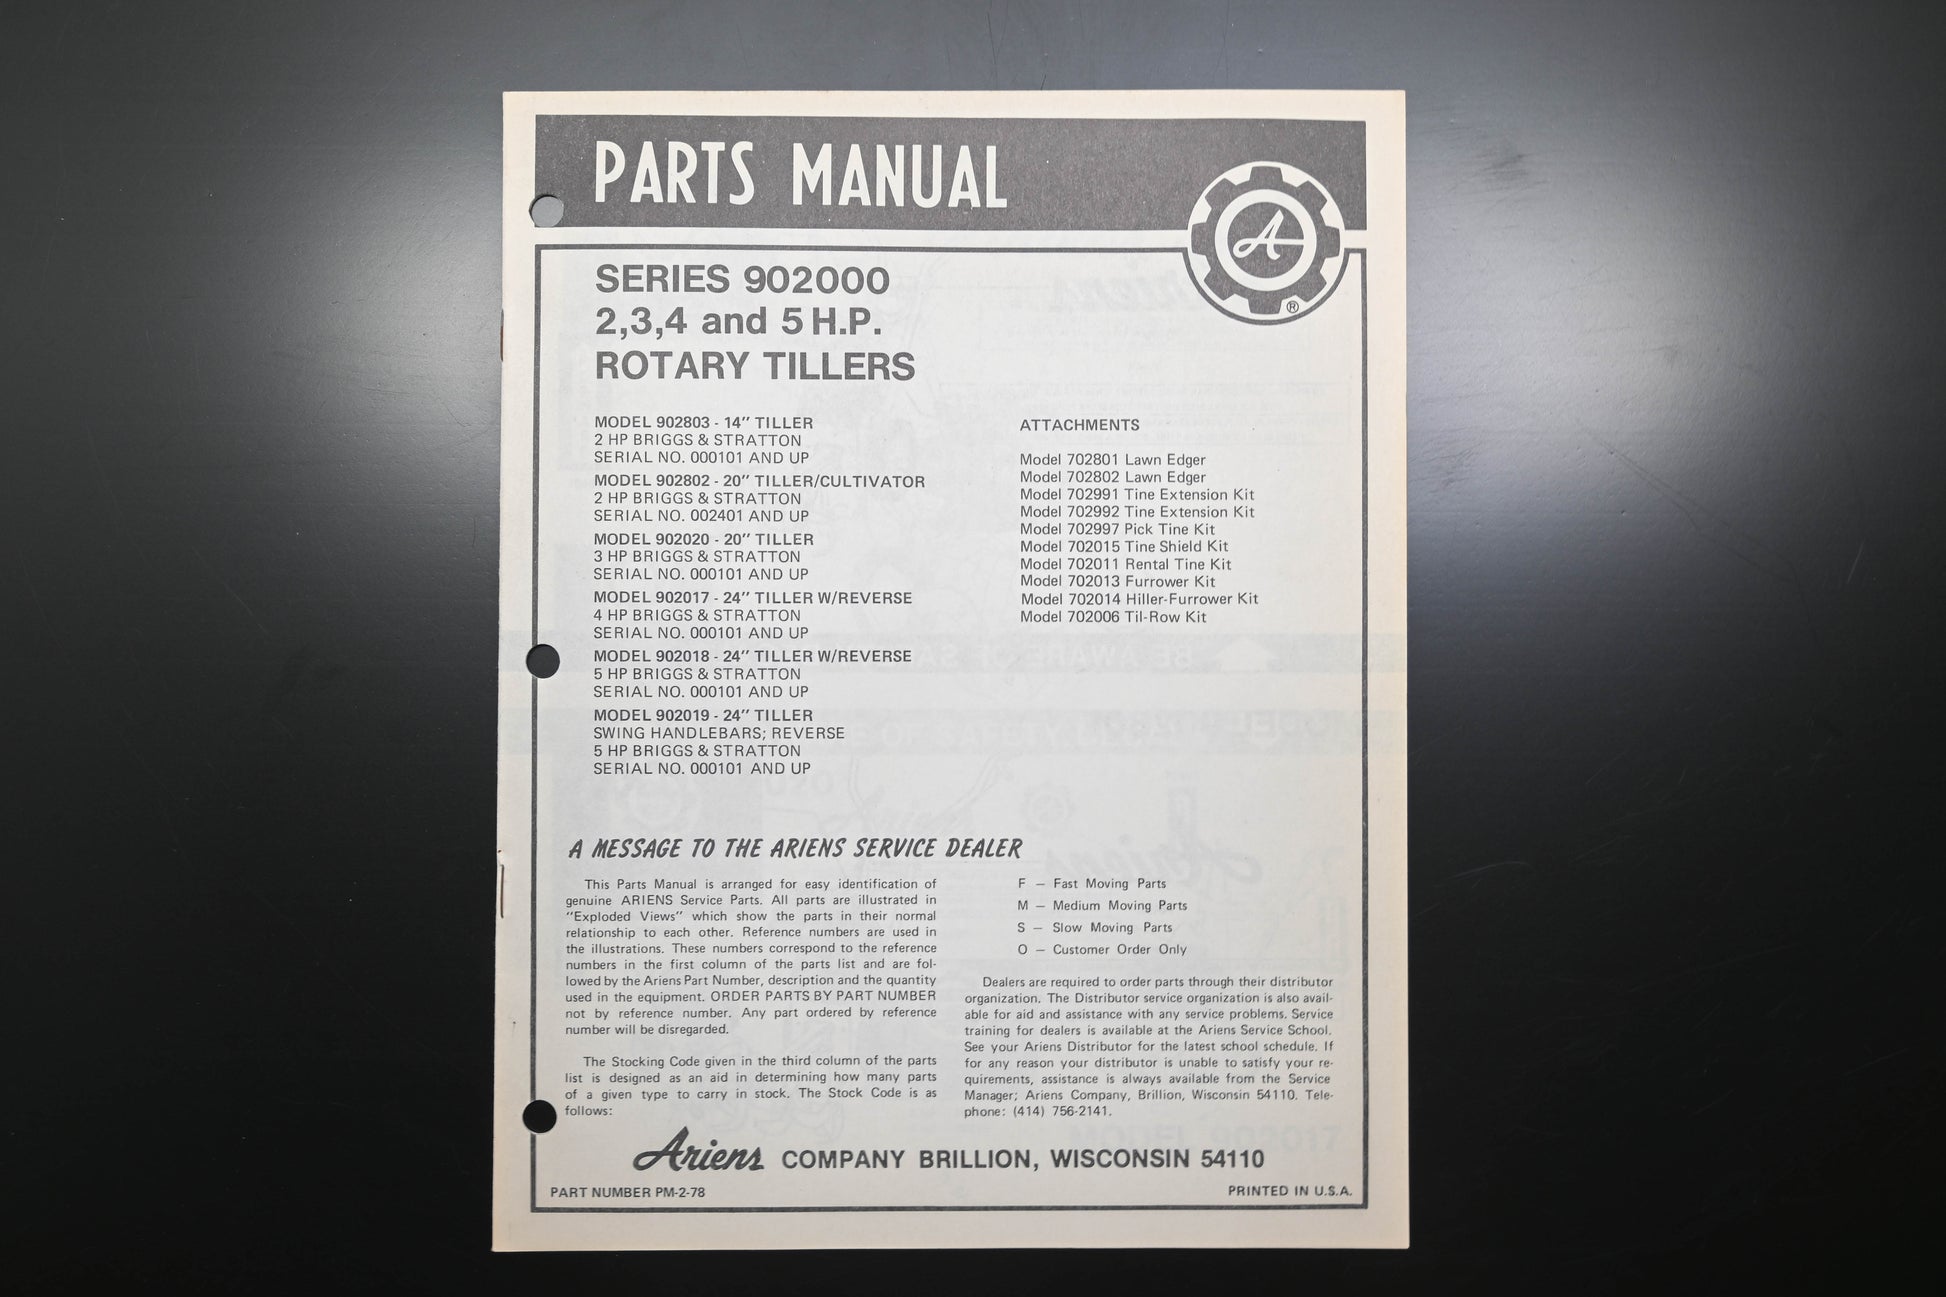 PARTS MANUAL
A
®
SERIES 902000
2,3,4 and 5 H.P.
ROTARY TILLERS
MODEL 902803 - 14" TILLER
2 HP BRIGGS & STRATTON
SERIAL NO. 000101 AND UP
MODEL 902802 - 20" TILLER/CULTIVATOR
2 HP BRIGGS & STRATTON
SERIAL NO. 002401 AND UP
MODEL 902020 - 20" TILLER
3 HP BRIGGS & STRATTON
SERIAL NO. 000101 AND UP
MODEL 902017 - 24" TILLER W/REVERSE
4 HP BRIGGS & STRATTON
SERIAL NO. 000101 AND UP
MODEL 902018 - 24" TILLER W/REVERSE
5 HP BRIGGS & STRATTON
SERIAL NO. 000101 AND UP
MODEL 902019 - 24" TILLER
SWING HANDLEBARS; REVERSE
5 HP BRIGGS & STRATTON
SERIAL NO. 000101 AND UP
ATTACHMENTS
Model 702801 Lawn Edger
Model 702802 Lawn Edger
Model 702991 Tine Extension Kit
Model 702992 Tine Extension Kit
Model 702997 Pick Tine Kit
Model 702015 Tine Shield Kit
Model 702011 Rental Tine Kit
Model 702013 Furrower Kit
Model 702014 Hiller-Furrower Kit
Model 702006 Til-Row Kit
A MESSAGE TO THE ARIENS SERVICE DEALER
This Parts Manual is arranged for easy identification of
genuine ARIENS Service Parts. All parts are illustrated in
"Exploded Views" which show the parts in their normal
relationship to each other. Reference numbers are used in
the illustrations. These numbers correspond to the reference
numbers in the first column of the parts list and are fol-
lowed by the Ariens Part Number, description and the quantity
used in the equipment. ORDER PARTS BY PART NUMBER
not by reference number. Any part ordered by reference
number will be disregarded.
The Stocking Code given in the third column of the parts
list is designed as an aid in determining how many parts
of a given type to carry in stock. The Stock Code is as
follows:
F — Fast Moving Parts
M — Medium Moving Parts
S — Slow Moving Parts
O — Customer Order Only
Dealers are required to order parts through their distributor
organization. The Distributor service organization is also avail-
able for aid and assistance with any service problems. Service
training for dealers is available at the Ariens Service School.
See your Ariens Distributor for the latest school schedule. If
for any reason your distributor is unable to satisfy your re-
quirements, assistance is always available from the Service
Manager; Ariens Company, Brillion, Wisconsin 54110. Tele-
phone: (414) 756-2141.
Ariens COMPANY BRILLION, WISCONSIN 54110
PART NUMBER PM-2-78
PRINTED IN U.S.A.